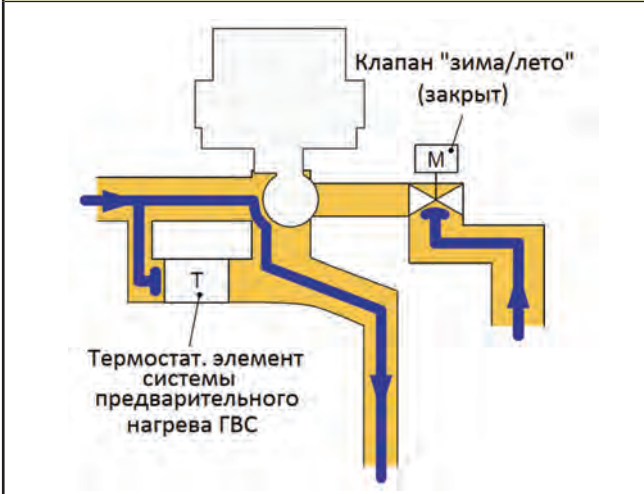 Клапан "зима/лето"
(закрыт)
M
T
Термостат. элемент
системы
предварительного
нагрева ГВС